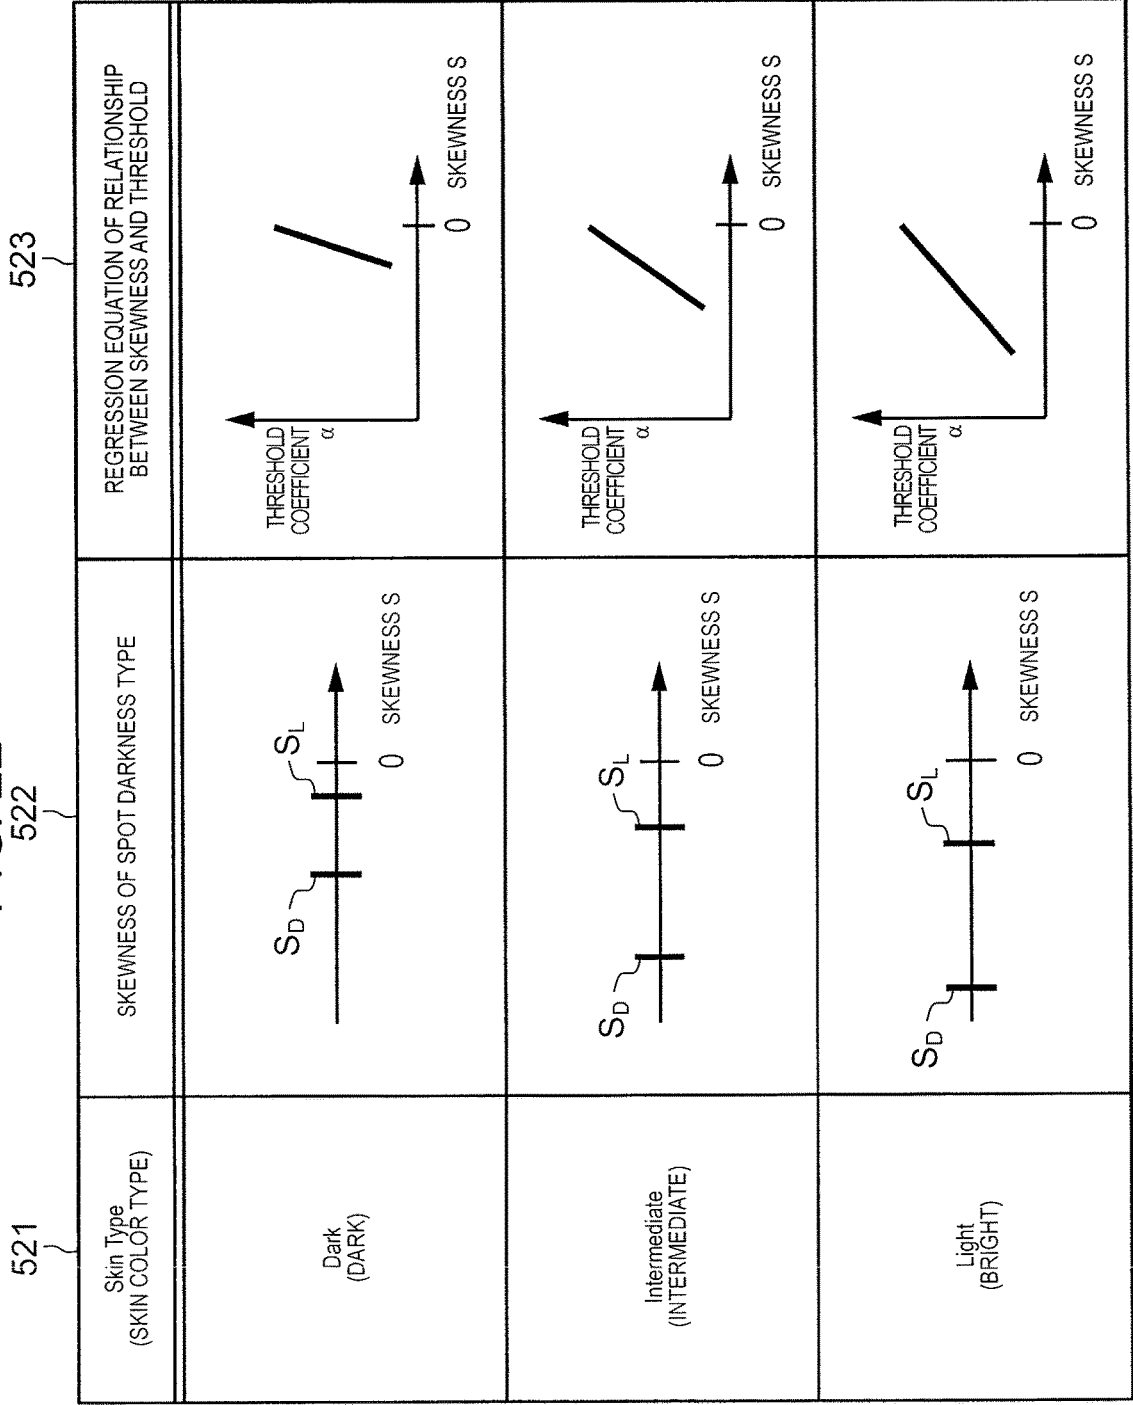 521
522
523
Skin Type
(SKIN COLOR TYPE)
SKEWNESS OF SPOT DARKNESS TYPE
REGRESSION EQUATION OF RELATIONSHIP
BETWEEN SKEWNESS AND THRESHOLD
Dark
(DARK)
SD
SL
0
SKEWNESS S
THRESHOLD
COEFFICIENT
α
0
SKEWNESS S
Intermediate
(INTERMEDIATE)
SD
SL
0
SKEWNESS S
THRESHOLD
COEFFICIENT
α
0
SKEWNESS S
Light
(BRIGHT)
SD
SL
0
SKEWNESS S
THRESHOLD
COEFFICIENT
α
0
SKEWNESS S